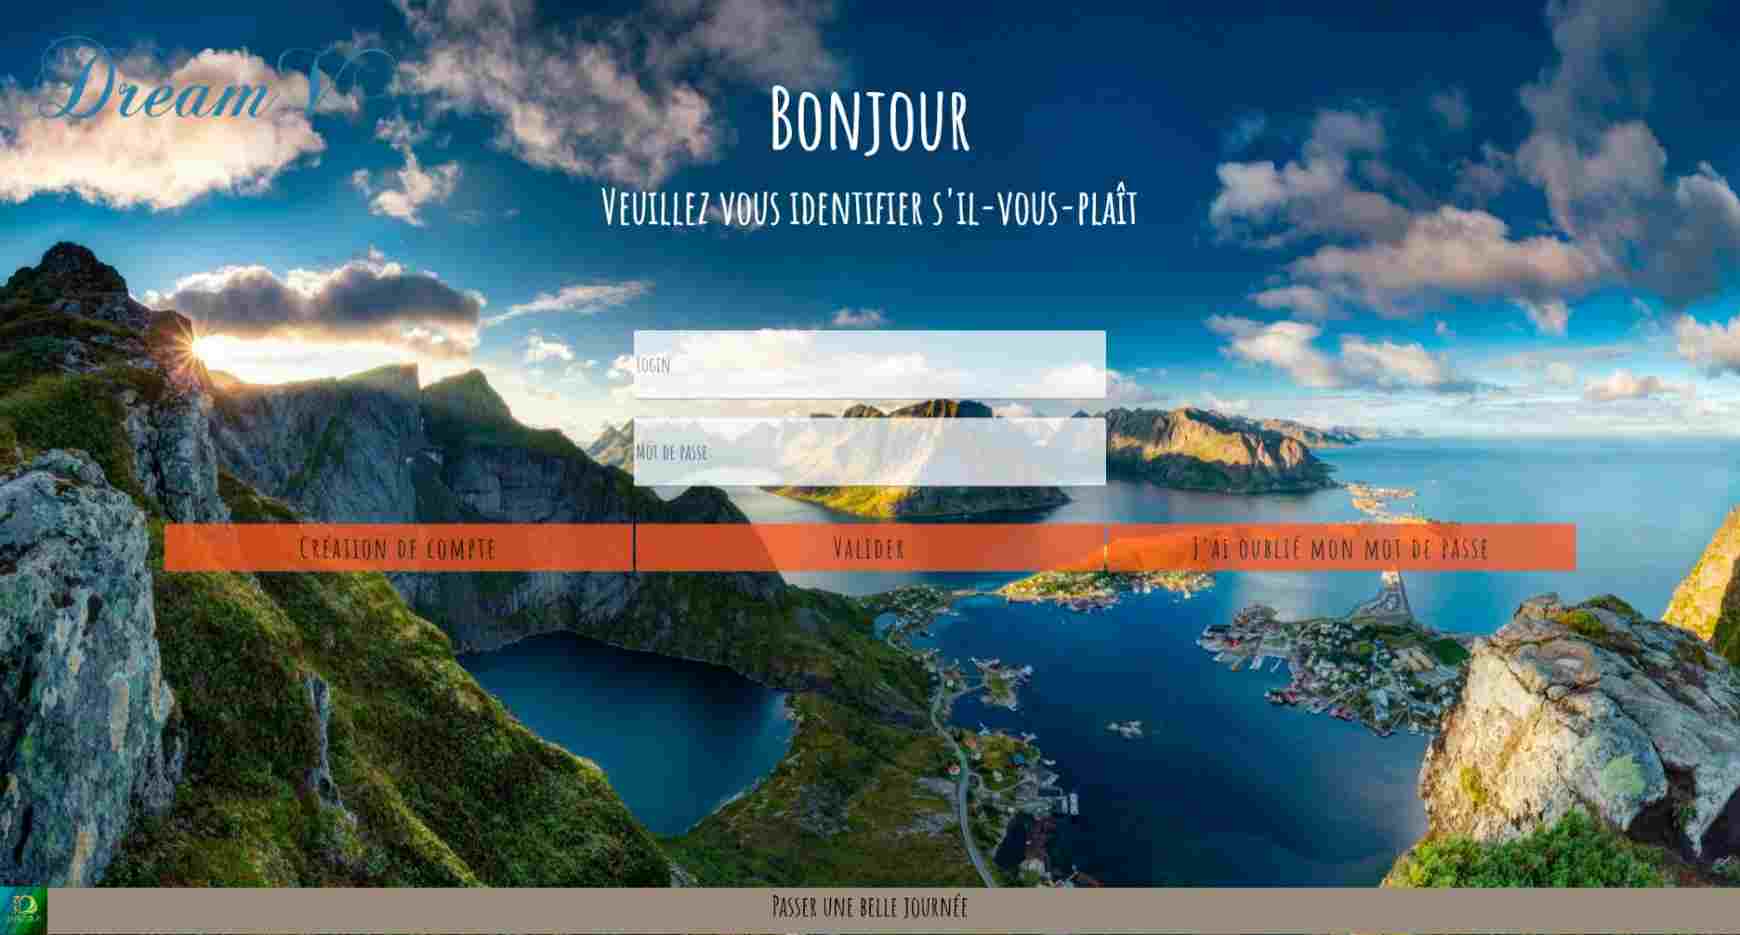 Dream V
Bonjour
Veuillez vous identifier s'il-vous-plaît
Login
Mot de passe
Création de compte
Valider
J'ai oublié mon mot de passe
Passer une belle journée